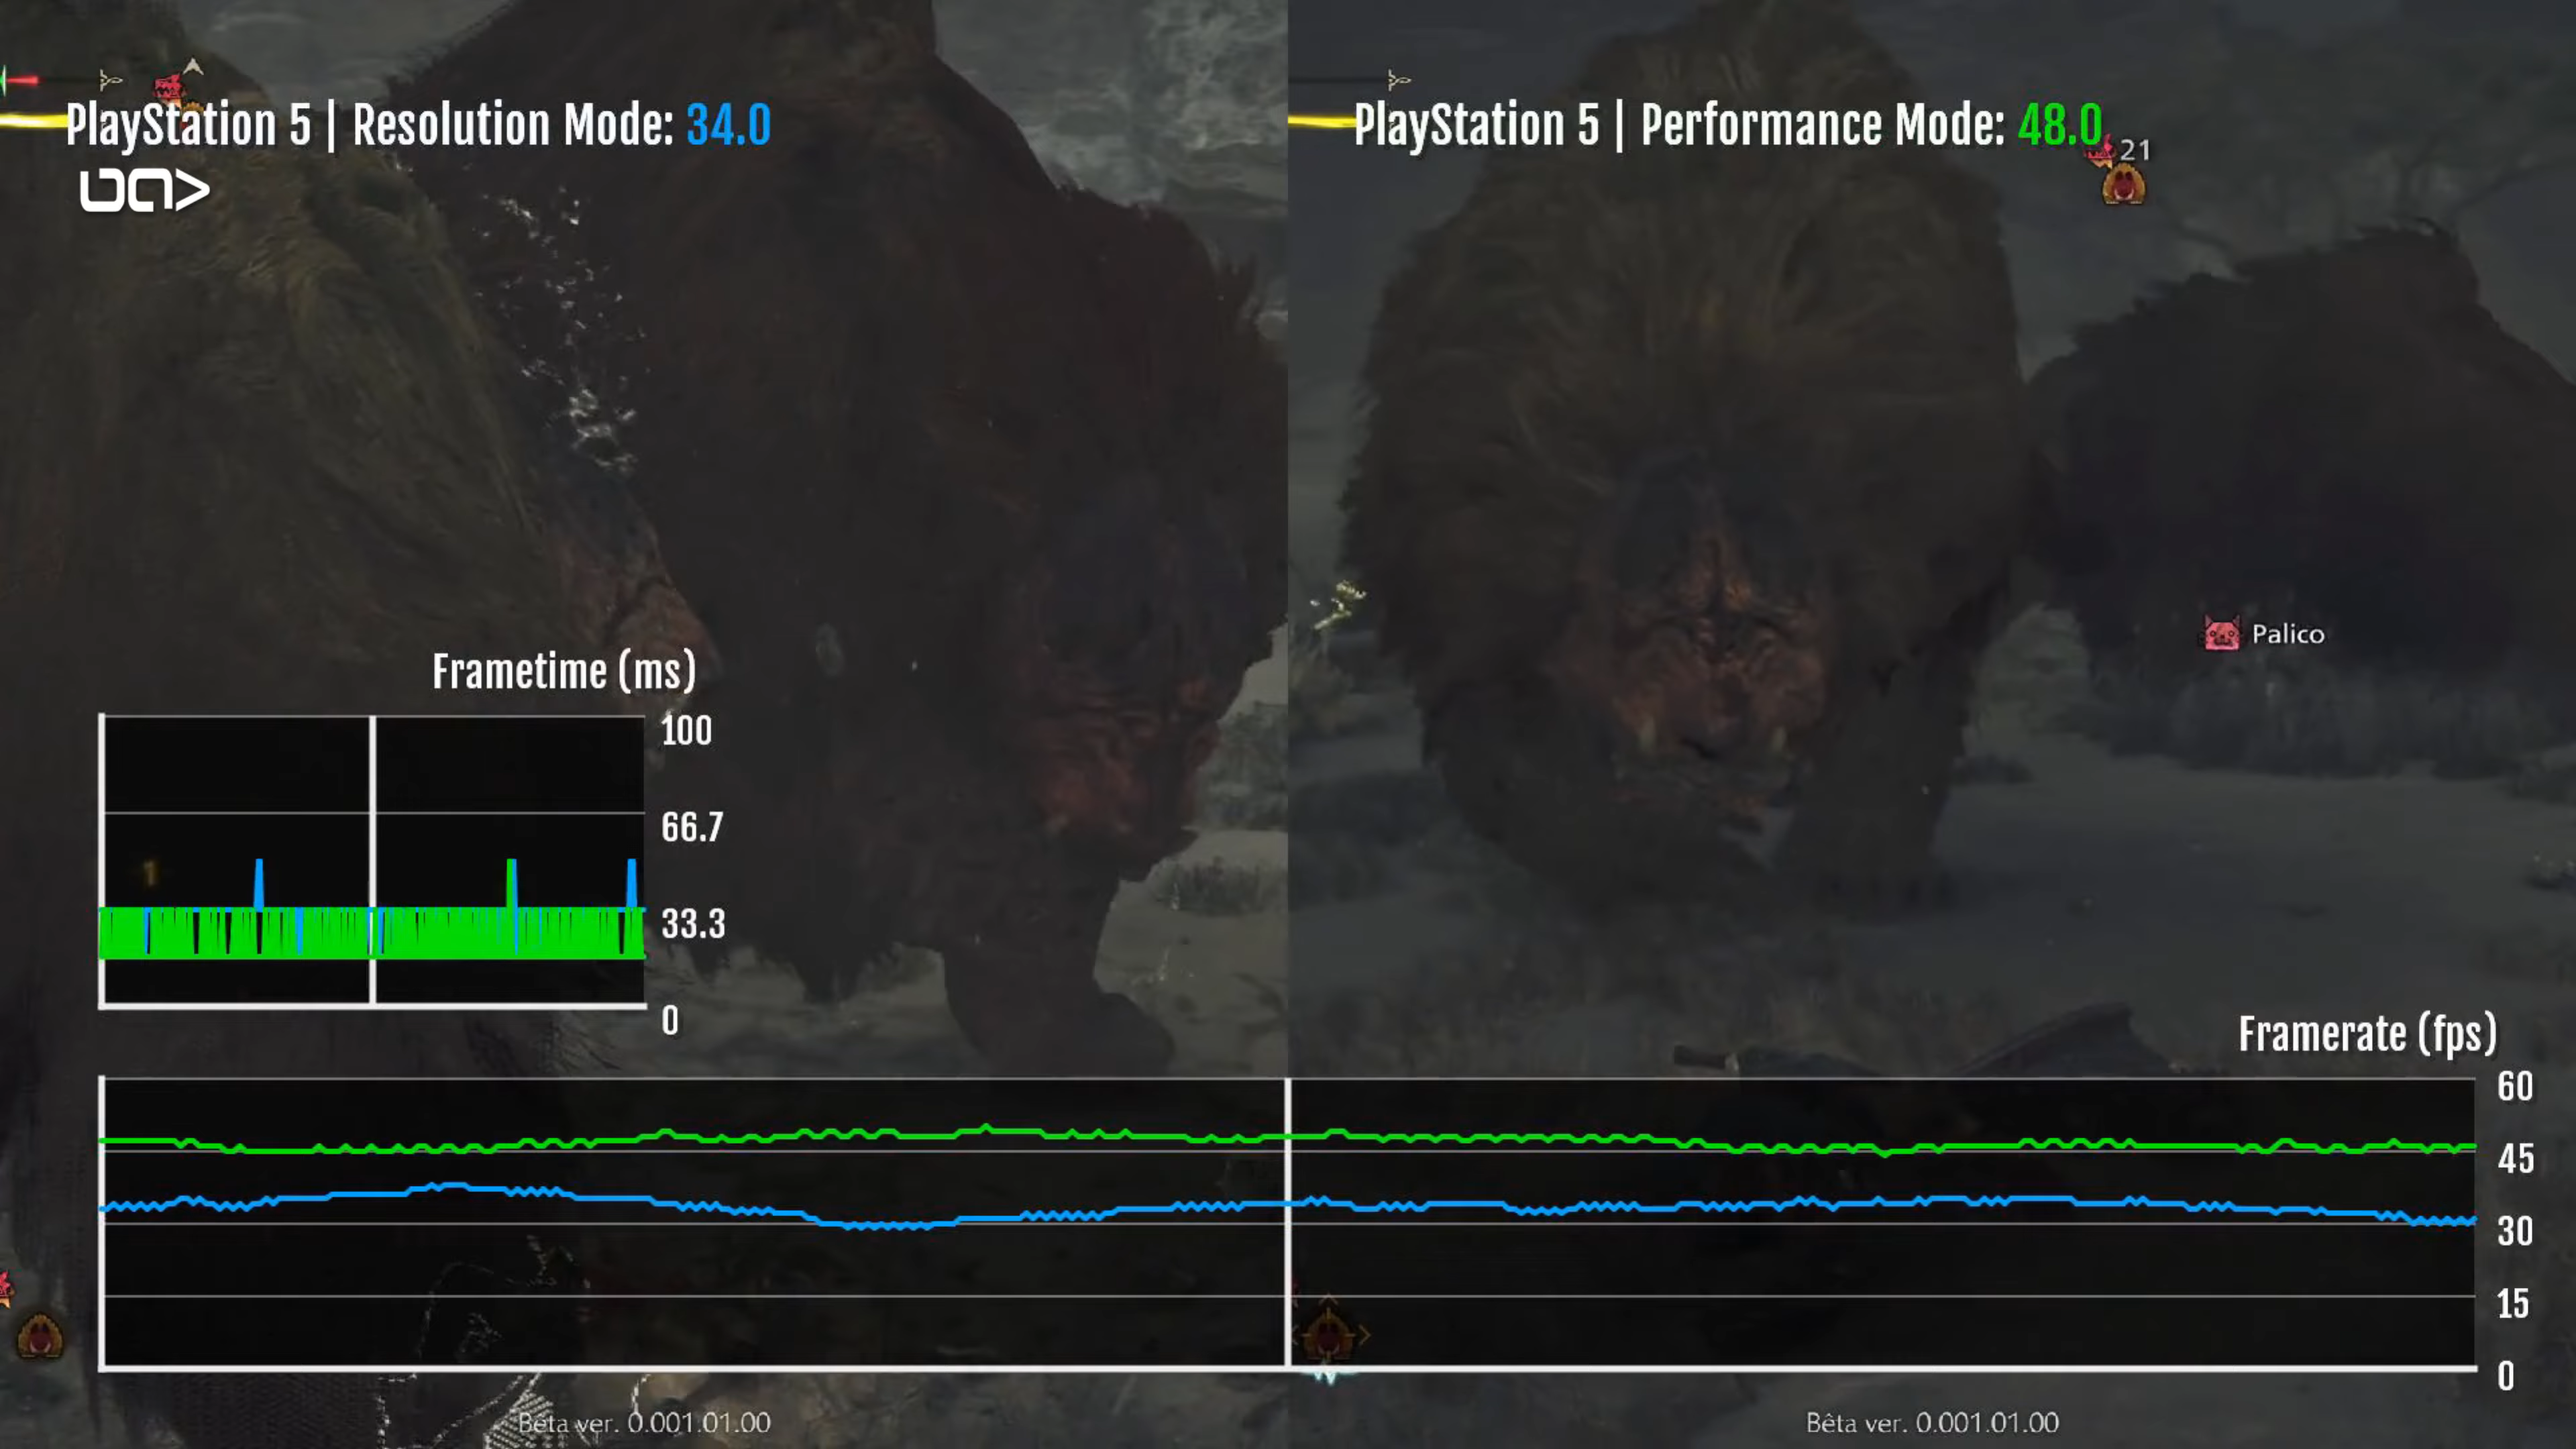 PlayStation 5 | Resolution Mode: 34.0
PlayStation 5 | Performance Mode: 48.0
21
Palico
Frametime (ms)
100
66.7
1
33.3
0
Framerate (fps)
60
45
30
15
0
Bêta ver. 0.001.01.00
Bêta ver. 0.001.01.00